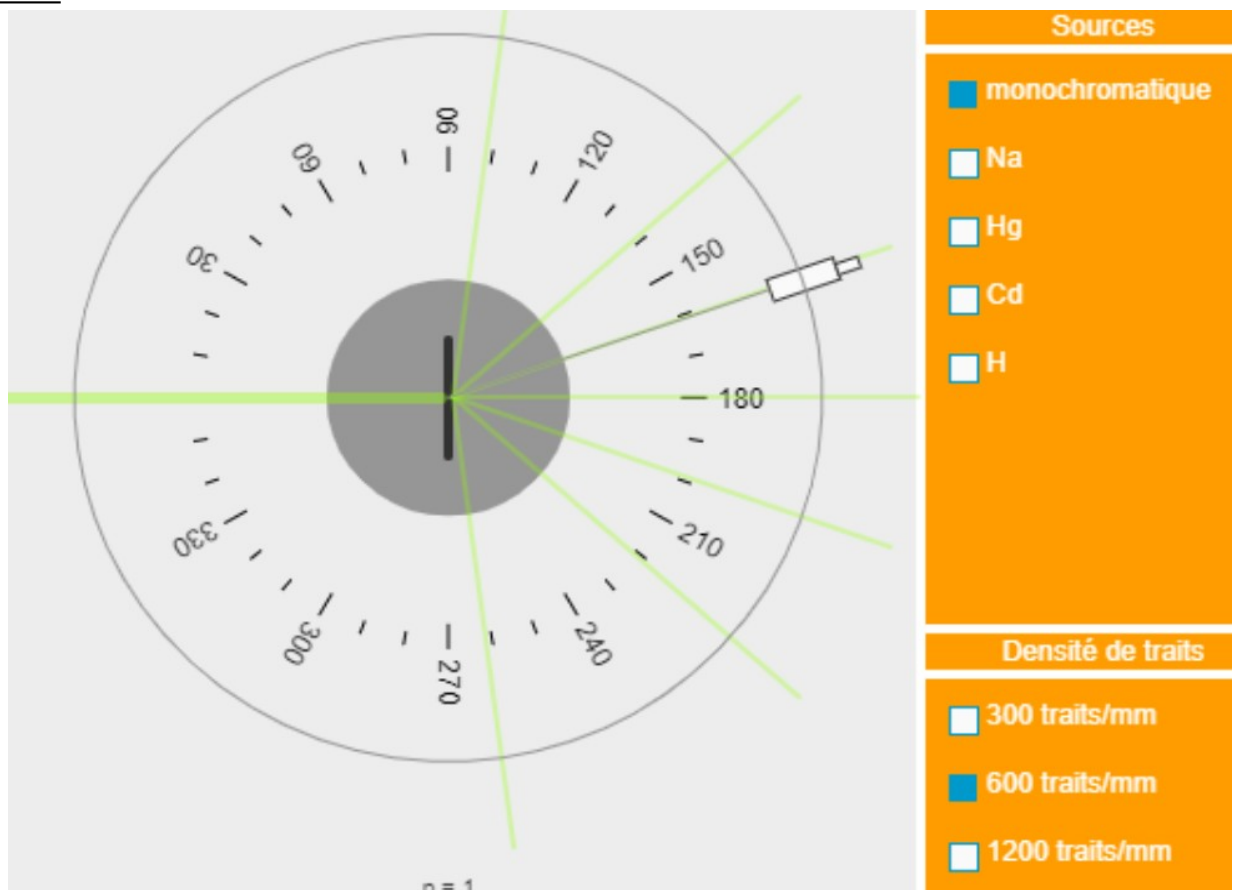 Sources
monochromatique
Na
Hg
Cd
H
90
60
120
30
150
180
330
210
300
240
270
Densité de traits
300 traits/mm
600 traits/mm
1200 traits/mm
n = 1